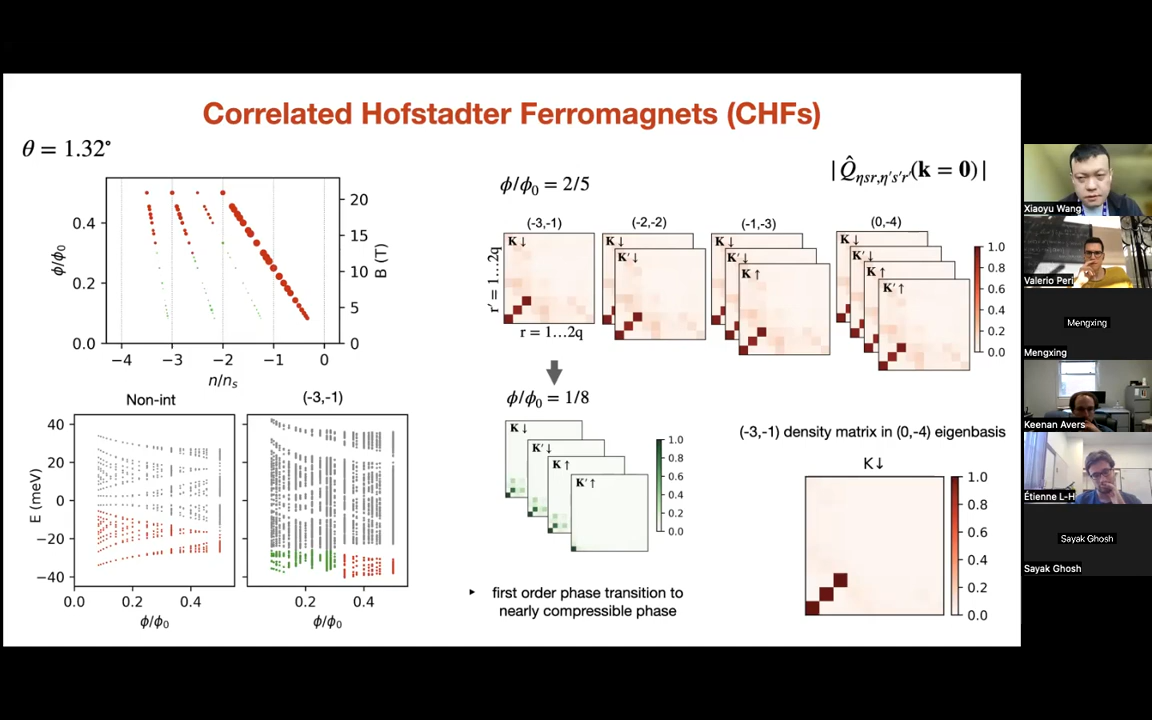 Correlated Hofstadter Ferromagnets (CHFs)
θ = 1.32°
0.4
0.2
0.0
ϕ/ϕ₀
20
15
10
5
0
B (T)
−4 −3 −2 −1 0
n/nₛ
Non-int
(-3,-1)
40
20
0
−20
−40
E (meV)
0.0 0.2 0.4
ϕ/ϕ₀
0.2 0.4
ϕ/ϕ₀
|Q̂ηsr,η's'r'(k = 0)|
ϕ/ϕ₀ = 2/5
(-3,-1) (-2,-2) (-1,-3) (0,-4)
K↓
K↓
K'↓
K↓
K'↓
K↑
K↓
K'↓
K↑
K'↑
r' = 1...2q
r = 1...2q
1.0
0.8
0.6
0.4
0.2
0.0
ϕ/ϕ₀ = 1/8
K↓
K'↓
K↑
K'↑
1.0
0.8
0.6
0.4
0.2
0.0
‣ first order phase transition to
nearly compressible phase
(-3,-1) density matrix in (0,-4) eigenbasis
K↓
1.0
0.8
0.6
0.4
0.2
0.0
Xiaoyu Wang
Valerio Peri
Mengxing
Mengxing
Keenan Avers
Étienne L-H
Sayak Ghosh
Sayak Ghosh